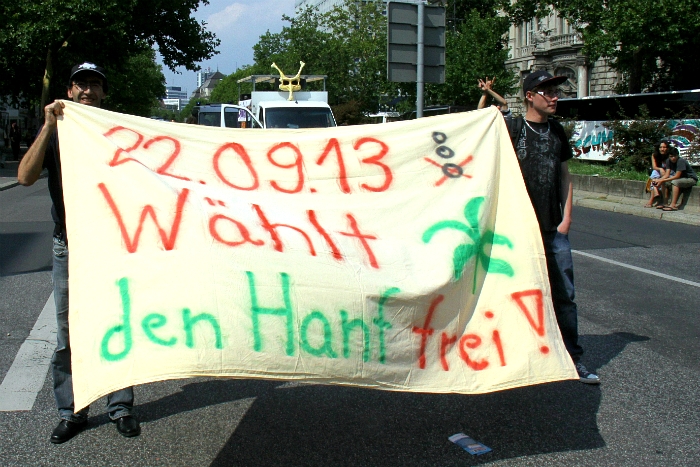 22.09.13
Wählt
den Hanf frei!